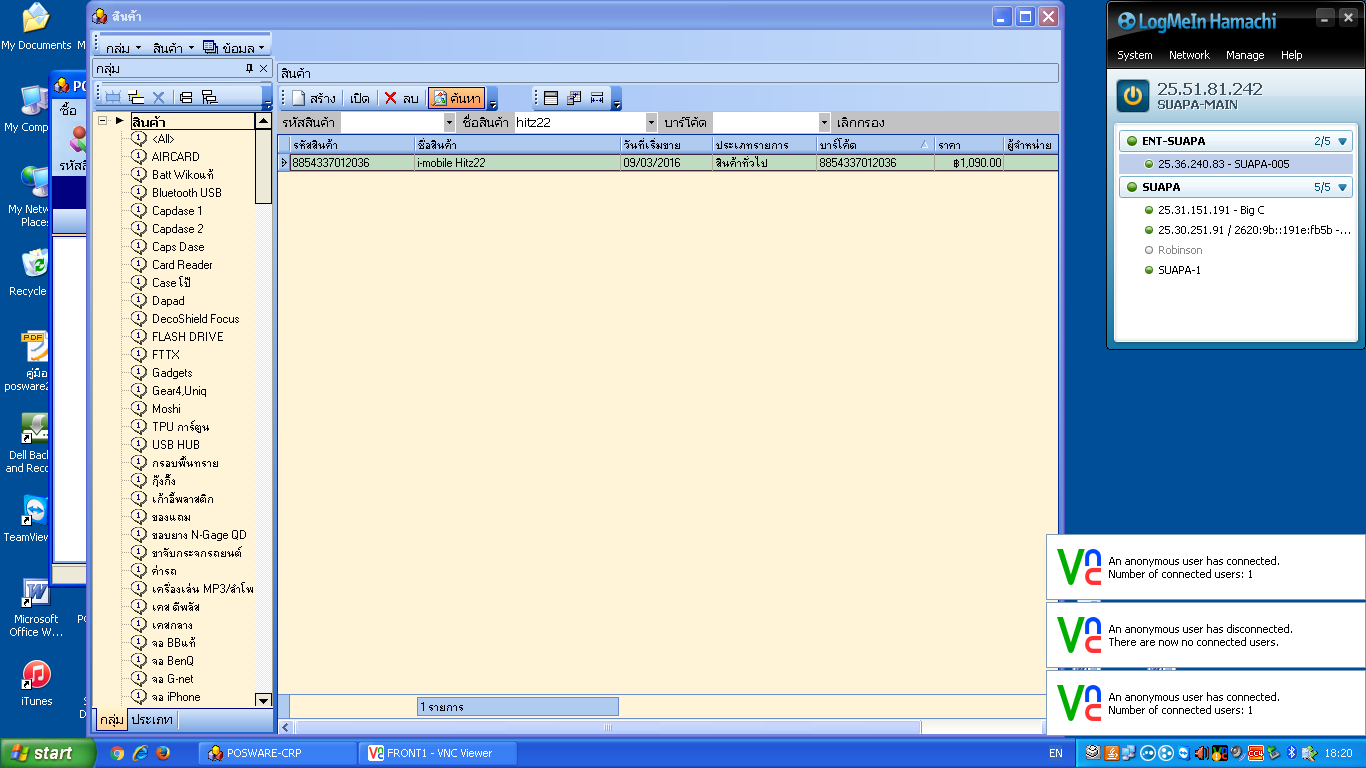 My Documents
M
My Comp
My Netw
Places
Recycle
PDF
คู่มือ
posware2
Dell Bac
and Reco
TeamView
Microsoft
Office W...
iTunes
PO
ซื้อ
รหัสิ
สินค้า
กลุ่ม สินค้า ข้อมูล
กลุ่ม
สินค้า
<All>
AIRCARD
Batt Wikoแท้
Bluetooth USB
Capdase 1
Capdase 2
Caps Dase
Card Reader
Case โป๊
Dapad
DecoShield Focus
FLASH DRIVE
FTTX
Gadgets
Gear4,Uniq
Moshi
TPU การ์ตูน
USB HUB
กรอบพื้นทราย
กุ๊งกิ๊ง
เก้าอี้พลาสติก
ของแถม
ขอบยาง N-Gage QD
ขาจับกระจกรถยนต์
ค่ารถ
เครื่องเล่น MP3/ลำโพ
เคส ดีพลัส
เคสกลาง
จอ BBแท้
จอ BenQ
จอ G-net
จอ iPhone
กลุ่ม ประเภท
สินค้า
สร้าง เปิด ลบ ค้นหา
รหัสสินค้า ชื่อสินค้า hitz22 บาร์โค้ด เลิกกรอง
รหัสสินค้า ชื่อสินค้า วันที่เริ่มขาย ประเภทรายการ บาร์โค้ด ราคา ผู้จำหน่าย
8854337012036 i-mobile Hitz22 09/03/2016 สินค้าทั่วไป 8854337012036 ฿1,090.00
1 รายการ
LogMeIn Hamachi
System Network Manage Help
25.51.81.242
SUAPA-MAIN
ENT-SUAPA 2/5
25.36.240.83 - SUAPA-005
SUAPA 5/5
25.31.151.191 - Big C
25.30.251.91 / 2620:9b::191e:fb5b -...
Robinson
SUAPA-1
An anonymous user has connected.
Number of connected users: 1
An anonymous user has disconnected.
There are now no connected users.
An anonymous user has connected.
Number of connected users: 1
start POSWARE-CRP FRONT1 - VNC Viewer EN 18:20